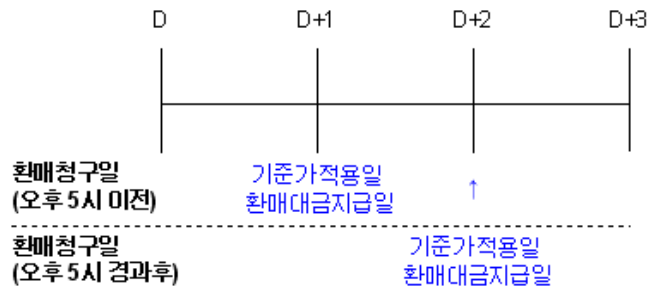 D D+1 D+2 D+3
환매청구일 기준가적용일 ↑
(오후 5시 이전) 환매대금지급일
환매청구일 기준가적용일
(오후 5시 경과후) 환매대금지급일